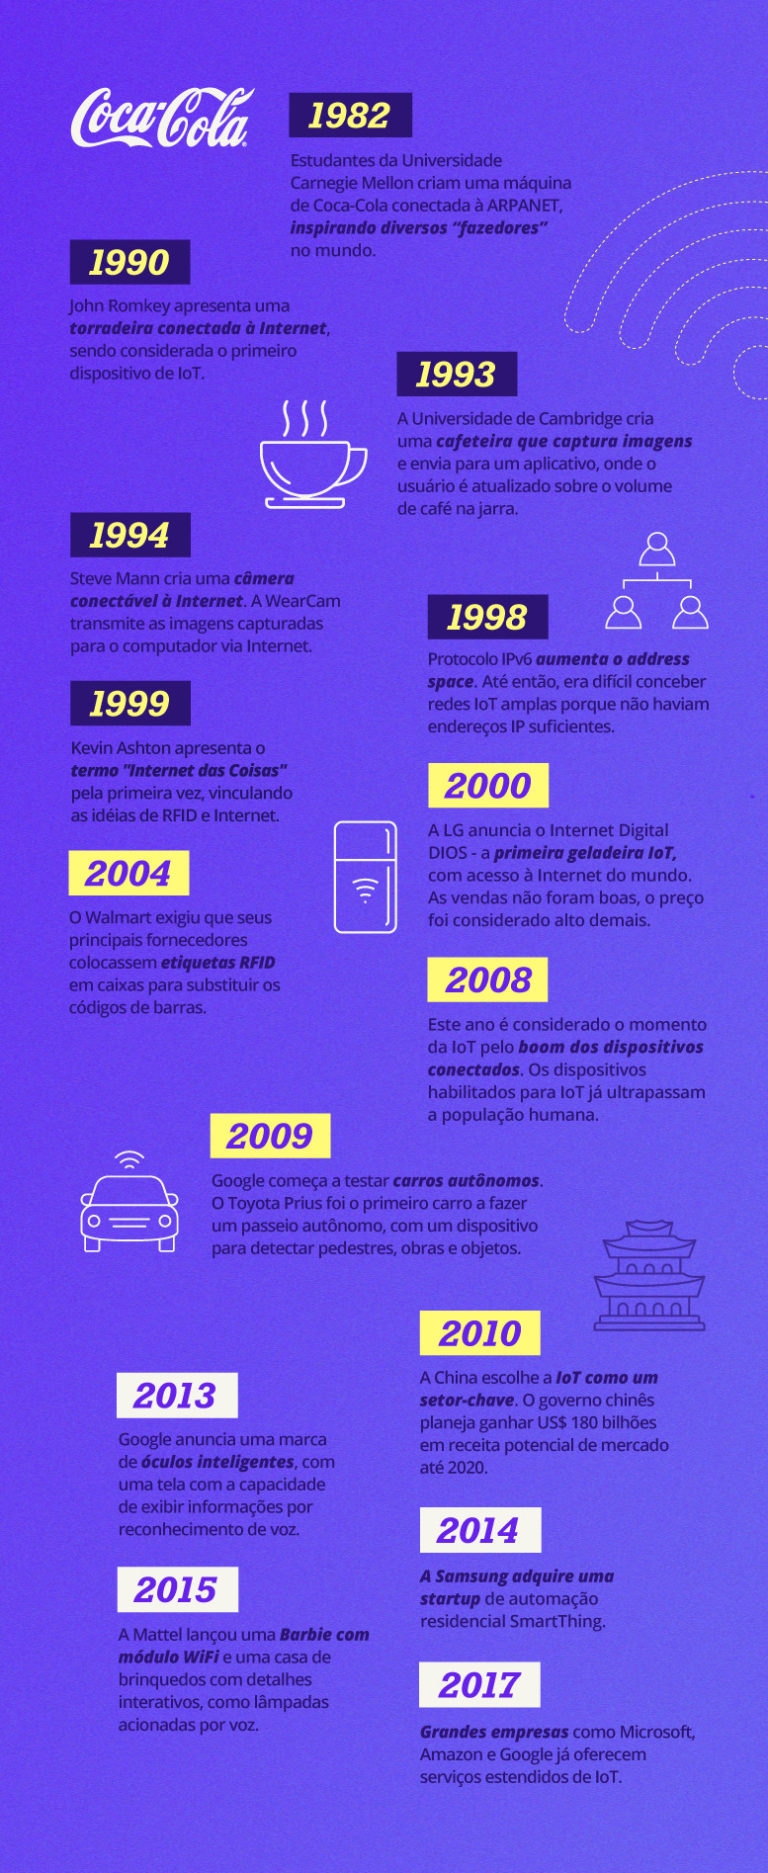 Coca-Cola
1982
Estudantes da Universidade
Carnegie Mellon criam uma máquina
de Coca-Cola conectada à ARPANET,
inspirando diversos “fazedores”
no mundo.
1990
John Romkey apresenta uma
torradeira conectada à Internet,
sendo considerada o primeiro
dispositivo de IoT.
1993
A Universidade de Cambridge cria
uma cafeteira que captura imagens
e envia para um aplicativo, onde o
usuário é atualizado sobre o volume
de café na jarra.
1994
Steve Mann cria uma câmera
conectável à Internet. A WearCam
transmite as imagens capturadas
para o computador via Internet.
1998
Protocolo IPv6 aumenta o address
space. Até então, era difícil conceber
redes IoT amplas porque não haviam
endereços IP suficientes.
1999
Kevin Ashton apresenta o
termo "Internet das Coisas"
pela primeira vez, vinculando
as idéias de RFID e Internet.
2000
A LG anuncia o Internet Digital
DIOS - a primeira geladeira IoT,
com acesso à Internet do mundo.
As vendas não foram boas, o preço
foi considerado alto demais.
2004
O Walmart exigiu que seus
principais fornecedores
colocassem etiquetas RFID
em caixas para substituir os
códigos de barras.
2008
Este ano é considerado o momento
da IoT pelo boom dos dispositivos
conectados. Os dispositivos
habilitados para IoT já ultrapassam
a população humana.
2009
Google começa a testar carros autônomos.
O Toyota Prius foi o primeiro carro a fazer
um passeio autônomo, com um dispositivo
para detectar pedestres, obras e objetos.
2010
A China escolhe a IoT como um
setor-chave. O governo chinês
planeja ganhar US$ 180 bilhões
em receita potencial de mercado
até 2020.
2013
Google anuncia uma marca
de óculos inteligentes, com
uma tela com a capacidade
de exibir informações por
reconhecimento de voz.
2014
A Samsung adquire uma
startup de automação
residencial SmartThing.
2015
A Mattel lançou uma Barbie com
módulo WiFi e uma casa de
brinquedos com detalhes
interativos, como lâmpadas
acionadas por voz.
2017
Grandes empresas como Microsoft,
Amazon e Google já oferecem
serviços estendidos de IoT.